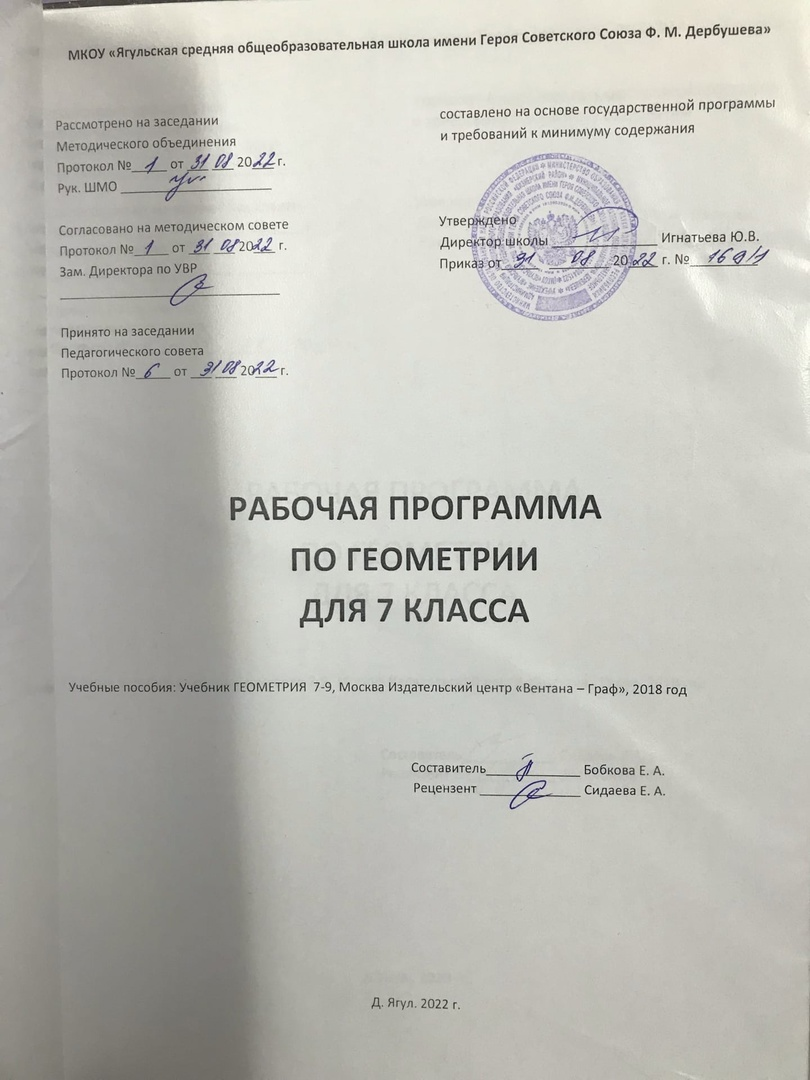 МКОУ «Ягульская средняя общеобразовательная школа имени Героя Советского Союза Ф. М. Дербушева»
Рассмотрено на заседании
Методического объединения
Протокол № 1 от 31 08 2022 г.
Рук. ШМО
Согласовано на методическом совете
Протокол № 1 от 31 08 2022 г.
Зам. Директора по УВР
Принято на заседании
Педагогического совета
Протокол № 6 от 31 08 2022 г.
составлено на основе государственной программы
и требований к минимуму содержания
Утверждено
Директор школы Игнатьева Ю.В.
Приказ от 31 08 2022 г. №
РАБОЧАЯ ПРОГРАММА
ПО ГЕОМЕТРИИ
ДЛЯ 7 КЛАССА
Учебные пособия: Учебник ГЕОМЕТРИЯ 7-9, Москва Издательский центр «Вентана – Граф», 2018 год
Составитель Бобкова Е. А.
Рецензент Сидаева Е. А.
Д. Ягул. 2022 г.